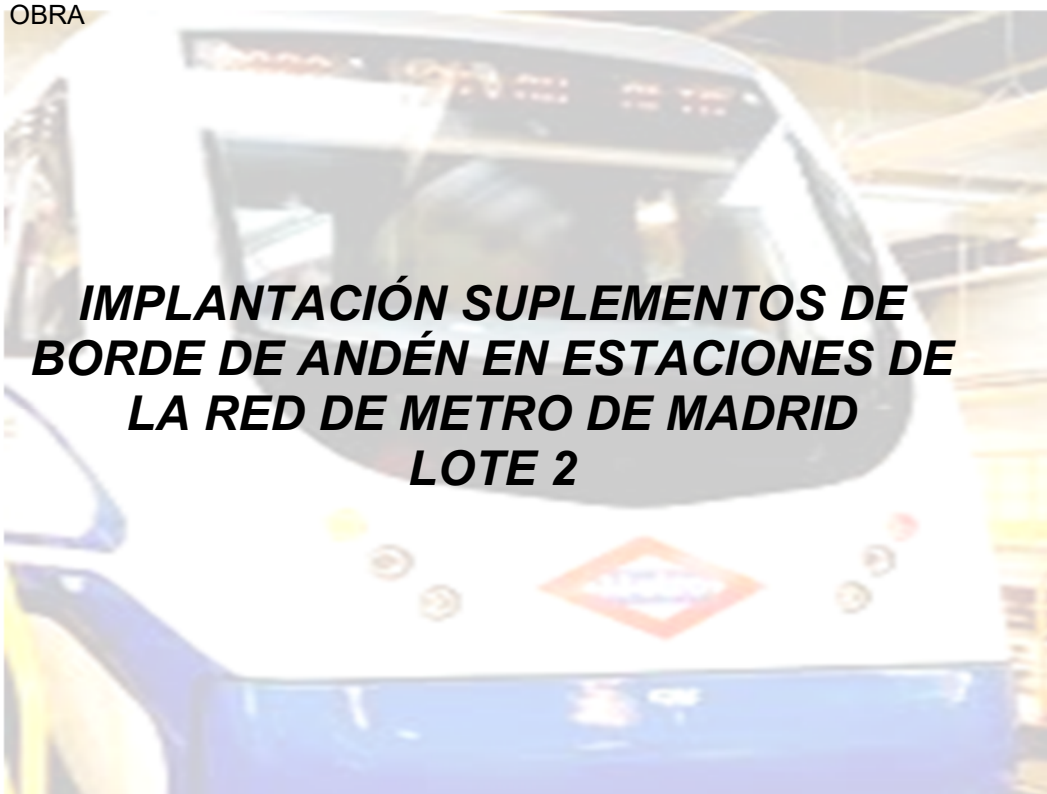 OBRA
IMPLANTACIÓN SUPLEMENTOS DE
BORDE DE ANDÉN EN ESTACIONES DE
LA RED DE METRO DE MADRID
LOTE 2